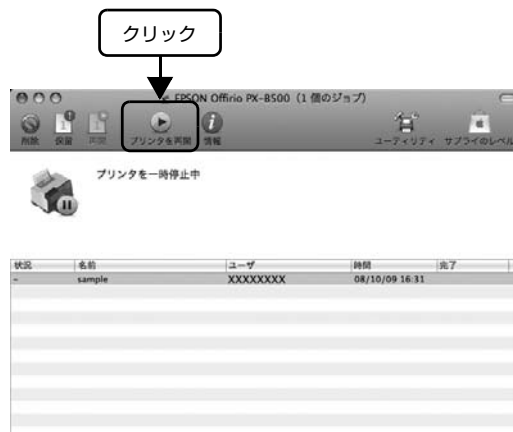 クリック
EPSON Offirio PX-B500（1 個のジョブ）
削除 保留 再開 プリンタを再開 情報 ユーティリティ サプライのレベル
プリンタを一時停止中
状況 名前 ユーザ 時間 完了
- sample XXXXXXXX 08/10/09 16:31